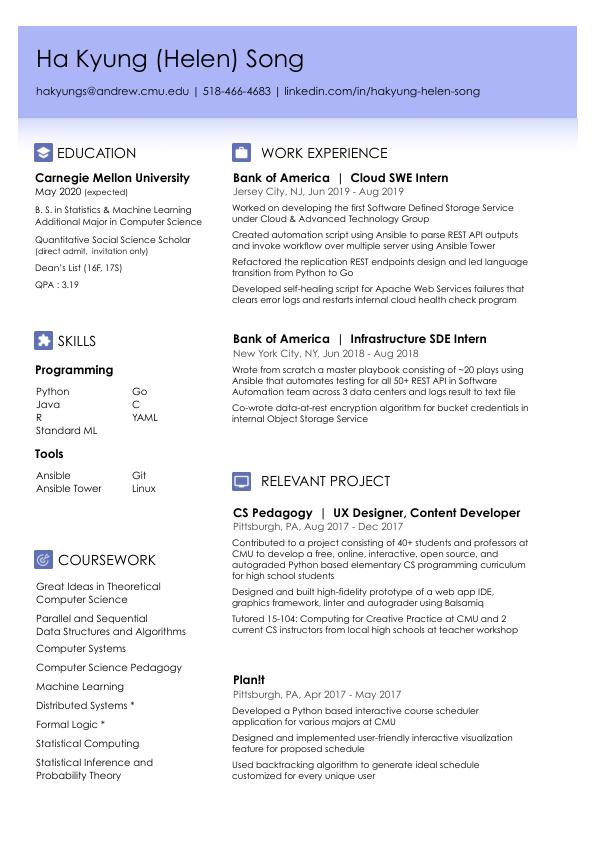 Ha Kyung (Helen) Song
hakyungs@andrew.cmu.edu | 518-466-4683 | linkedin.com/in/hakyung-helen-song
EDUCATION
Carnegie Mellon University
May 2020 (expected)
B. S. in Statistics & Machine Learning
Additional Major in Computer Science
Quantitative Social Science Scholar
(direct admit, invitation only)
Dean's List (16F, 17S)
QPA : 3.19
SKILLS
Programming
Python Go
Java C
R YAML
Standard ML
Tools
Ansible Git
Ansible Tower Linux
COURSEWORK
Great Ideas in Theoretical
Computer Science
Parallel and Sequential
Data Structures and Algorithms
Computer Systems
Computer Science Pedagogy
Machine Learning
Distributed Systems *
Formal Logic *
Statistical Computing
Statistical Inference and
Probability Theory
WORK EXPERIENCE
Bank of America | Cloud SWE Intern
Jersey City, NJ, Jun 2019 - Aug 2019
Worked on developing the first Software Defined Storage Service
under Cloud & Advanced Technology Group
Created automation script using Ansible to parse REST API outputs
and invoke workflow over multiple server using Ansible Tower
Refactored the replication REST endpoints design and led language
transition from Python to Go
Developed self-healing script for Apache Web Services failures that
clears error logs and restarts internal cloud health check program
Bank of America | Infrastructure SDE Intern
New York City, NY, Jun 2018 - Aug 2018
Wrote from scratch a master playbook consisting of ~20 plays using
Ansible that automates testing for all 50+ REST API in Software
Automation team across 3 data centers and logs result to text file
Co-wrote data-at-rest encryption algorithm for bucket credentials in
internal Object Storage Service
RELEVANT PROJECT
CS Pedagogy | UX Designer, Content Developer
Pittsburgh, PA, Aug 2017 - Dec 2017
Contributed to a project consisting of 40+ students and professors at
CMU to develop a free, online, interactive, open source, and
autograded Python based elementary CS programming curriculum
for high school students
Designed and built high-fidelity prototype of a web app IDE,
graphics framework, linter and autograder using Balsamiq
Tutored 15-104: Computing for Creative Practice at CMU and 2
current CS instructors from local high schools at teacher workshop
Plan!t
Pittsburgh, PA, Apr 2017 - May 2017
Developed a Python based interactive course scheduler
application for various majors at CMU
Designed and implemented user-friendly interactive visualization
feature for proposed schedule
Used backtracking algorithm to generate ideal schedule
customized for every unique user